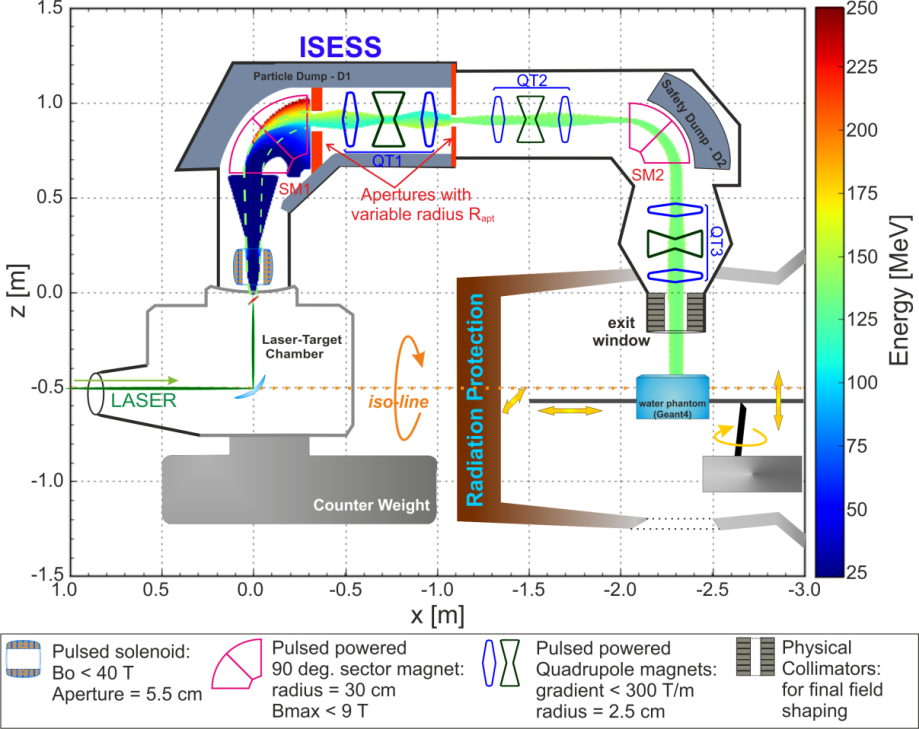 ISESS
Particle Dump - D1
QT2
Safety Dump - D2
QT1
SM1
SM2
Apertures with
variable radius Rapt
QT3
exit
window
Laser-Target
Chamber
LASER
iso-line
Radiation Protection
water phantom
(Geant4)
Counter Weight
z [m]
1.5
1.0
0.5
0.0
-0.5
-1.0
-1.5
1.0
0.5
0.0
-0.5
-1.0
-1.5
-2.0
-2.5
-3.0
x [m]
250
225
200
175
150
125
100
75
50
25
Energy [MeV]
Pulsed solenoid:
Bo < 40 T
Aperture = 5.5 cm
Pulsed powered
90 deg. sector magnet:
radius = 30 cm
Bmax < 9 T
Pulsed powered
Quadrupole magnets:
gradient < 300 T/m
radius = 2.5 cm
Physical
Collimators:
for final field
shaping